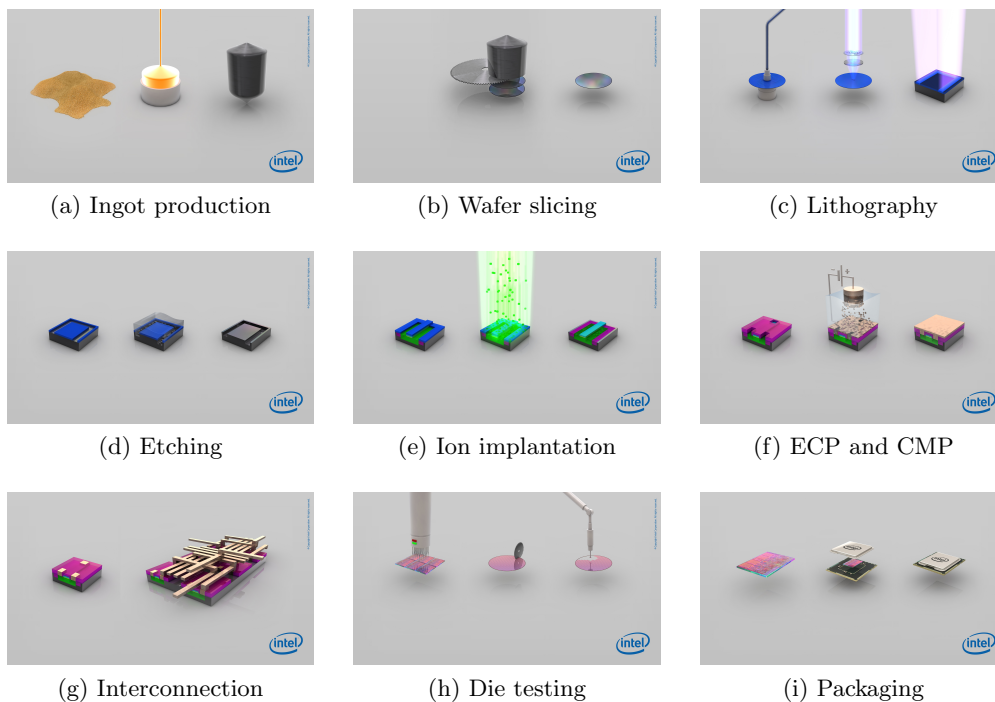 intel
intel
intel
(a) Ingot production
(b) Wafer slicing
(c) Lithography
intel
intel
intel
(d) Etching
(e) Ion implantation
(f) ECP and CMP
intel
intel
intel
(g) Interconnection
(h) Die testing
(i) Packaging